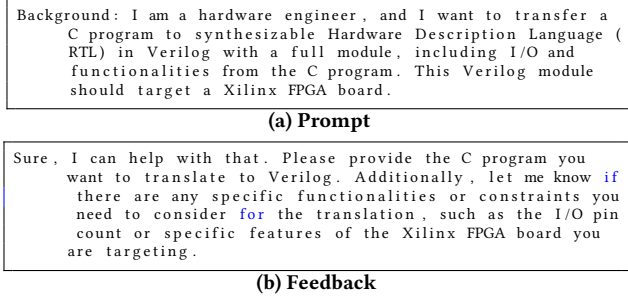 Background: I am a hardware engineer, and I want to transfer a
C program to synthesizable Hardware Description Language (
RTL) in Verilog with a full module, including I/O and
functionalities from the C program. This Verilog module
should target a Xilinx FPGA board.
(a) Prompt
Sure, I can help with that. Please provide the C program you
want to translate to Verilog. Additionally, let me know if
there are any specific functionalities or constraints you
need to consider for the translation, such as the I/O pin
count or specific features of the Xilinx FPGA board you
are targeting.
(b) Feedback